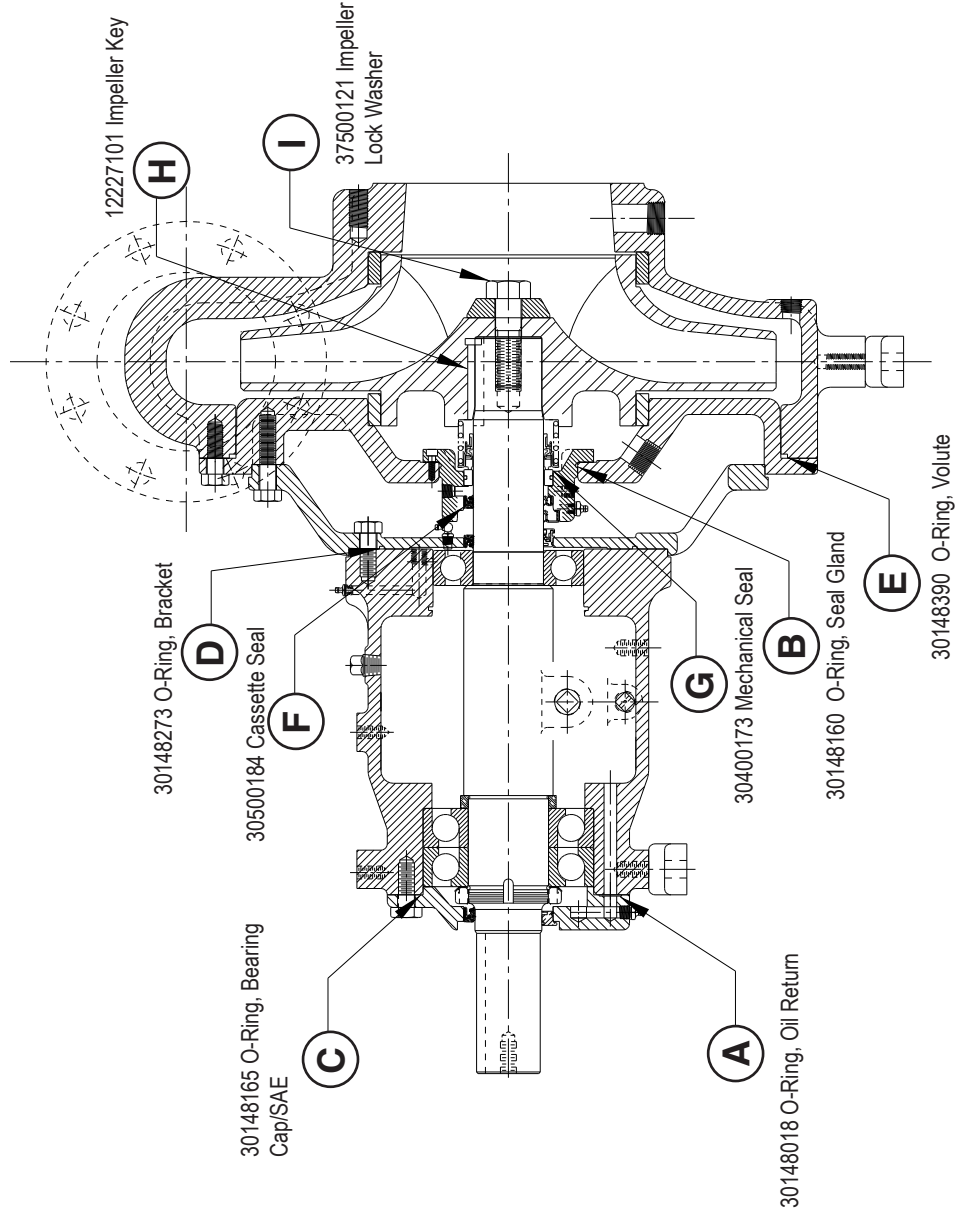 12227101 Impeller Key
H
I
37500121 Impeller
Lock Washer
30148273 O-Ring, Bracket
D
30500184 Cassette Seal
F
30148165 O-Ring, Bearing
Cap/SAE
C
A
30148018 O-Ring, Oil Return
G
30400173 Mechanical Seal
B
30148160 O-Ring, Seal Gland
E
30148390 O-Ring, Volute